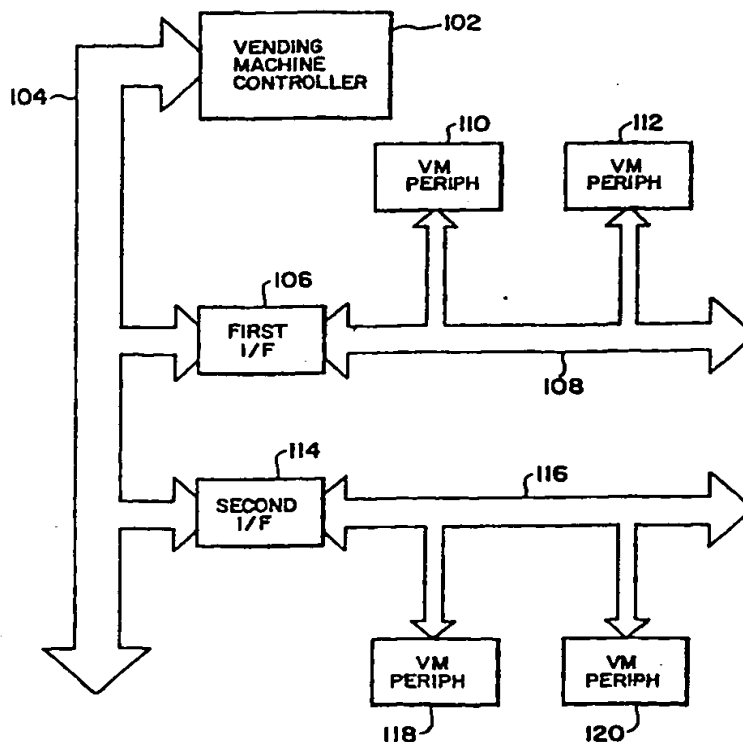 102
VENDING
MACHINE
CONTROLLER
104
110
112
VM
PERIPH
VM
PERIPH
106
FIRST
I/F
108
114
116
SECOND
I/F
VM
PERIPH
VM
PERIPH
118
120